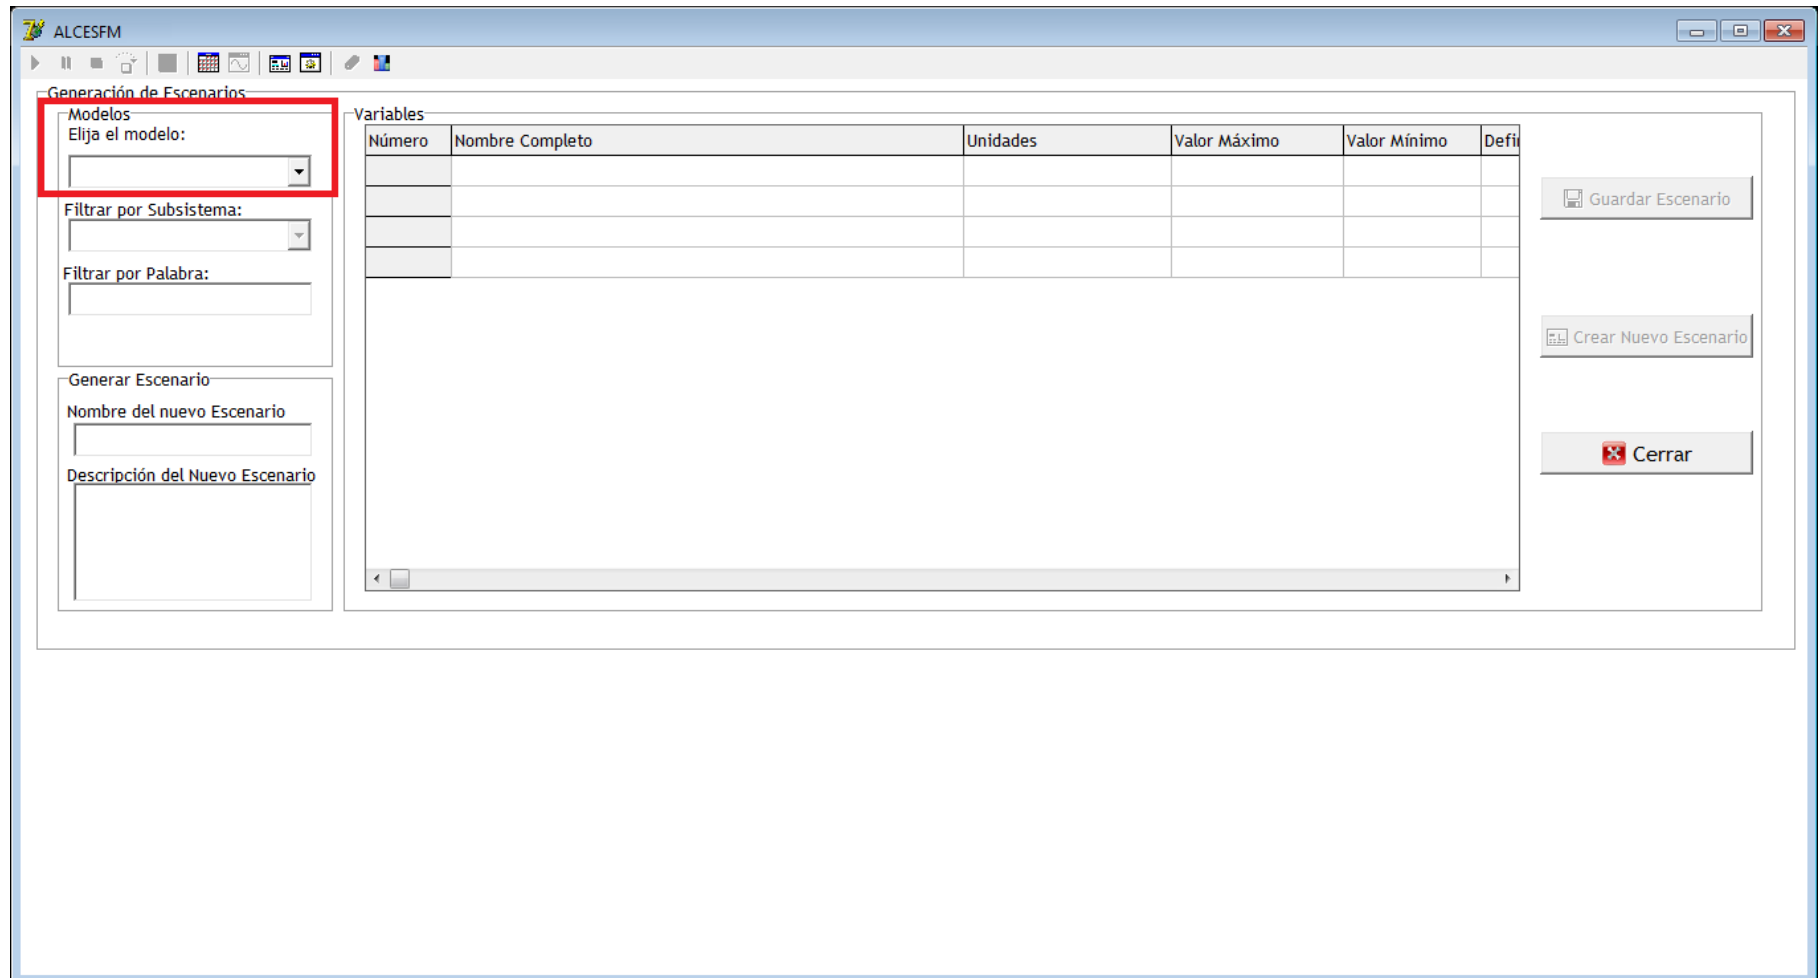 ALCESFM
Generación de Escenarios
Modelos
Elija el modelo:
Filtrar por Subsistema:
Filtrar por Palabra:
Generar Escenario
Nombre del nuevo Escenario
Descripción del Nuevo Escenario
Variables
Número Nombre Completo Unidades Valor Máximo Valor Mínimo Defin
Guardar Escenario
Crear Nuevo Escenario
Cerrar